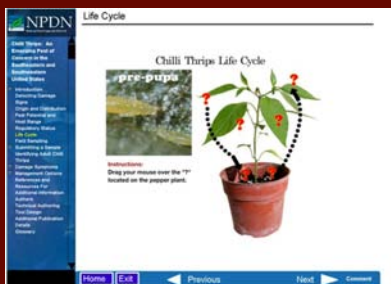 NPDN
Life Cycle
Chilli Thrips: An
Emerging Pest of
Concern in the
Southeastern and
Southwestern
United States
Introduction
Detecting Damage
Signs
Origin and Distribution
Pest Potential and
Host Range
Regulatory Status
Life Cycle
Field Sampling
Submitting a Sample
Identifying Adult Chilli
Thrips
Damage Symptoms
Management Options
References and
Resources For
Additional Information
Authors
Technical Authoring
Tool Design
Additional Publication
Details
Glossary
Chilli Thrips Life Cycle
pre-pupa
?
?
?
?
?
?
Instructions:
Drag your mouse over the "?"
located on the pepper plant.
Home
Exit
Previous
Next
Comment